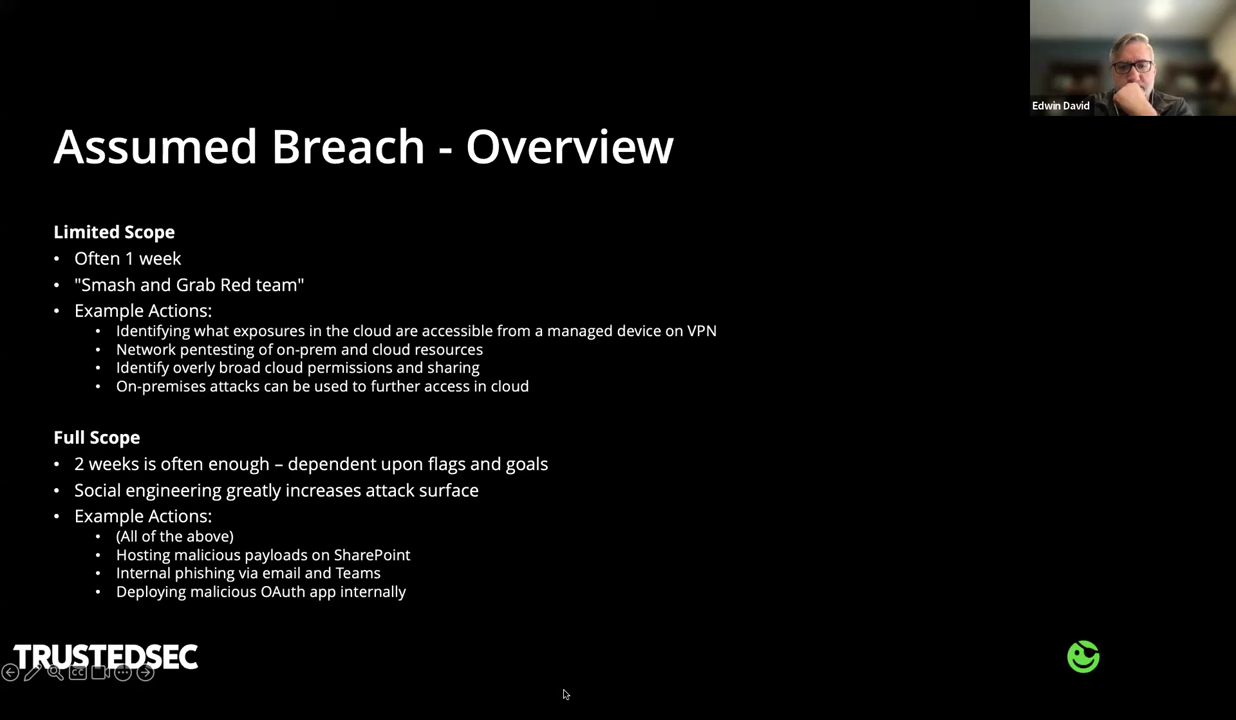 Edwin David
Assumed Breach - Overview
Limited Scope
• Often 1 week
• "Smash and Grab Red team"
• Example Actions:
• Identifying what exposures in the cloud are accessible from a managed device on VPN
• Network pentesting of on-prem and cloud resources
• Identify overly broad cloud permissions and sharing
• On-premises attacks can be used to further access in cloud
Full Scope
• 2 weeks is often enough – dependent upon flags and goals
• Social engineering greatly increases attack surface
• Example Actions:
• (All of the above)
• Hosting malicious payloads on SharePoint
• Internal phishing via email and Teams
• Deploying malicious OAuth app internally
TRUSTEDSEC
CC